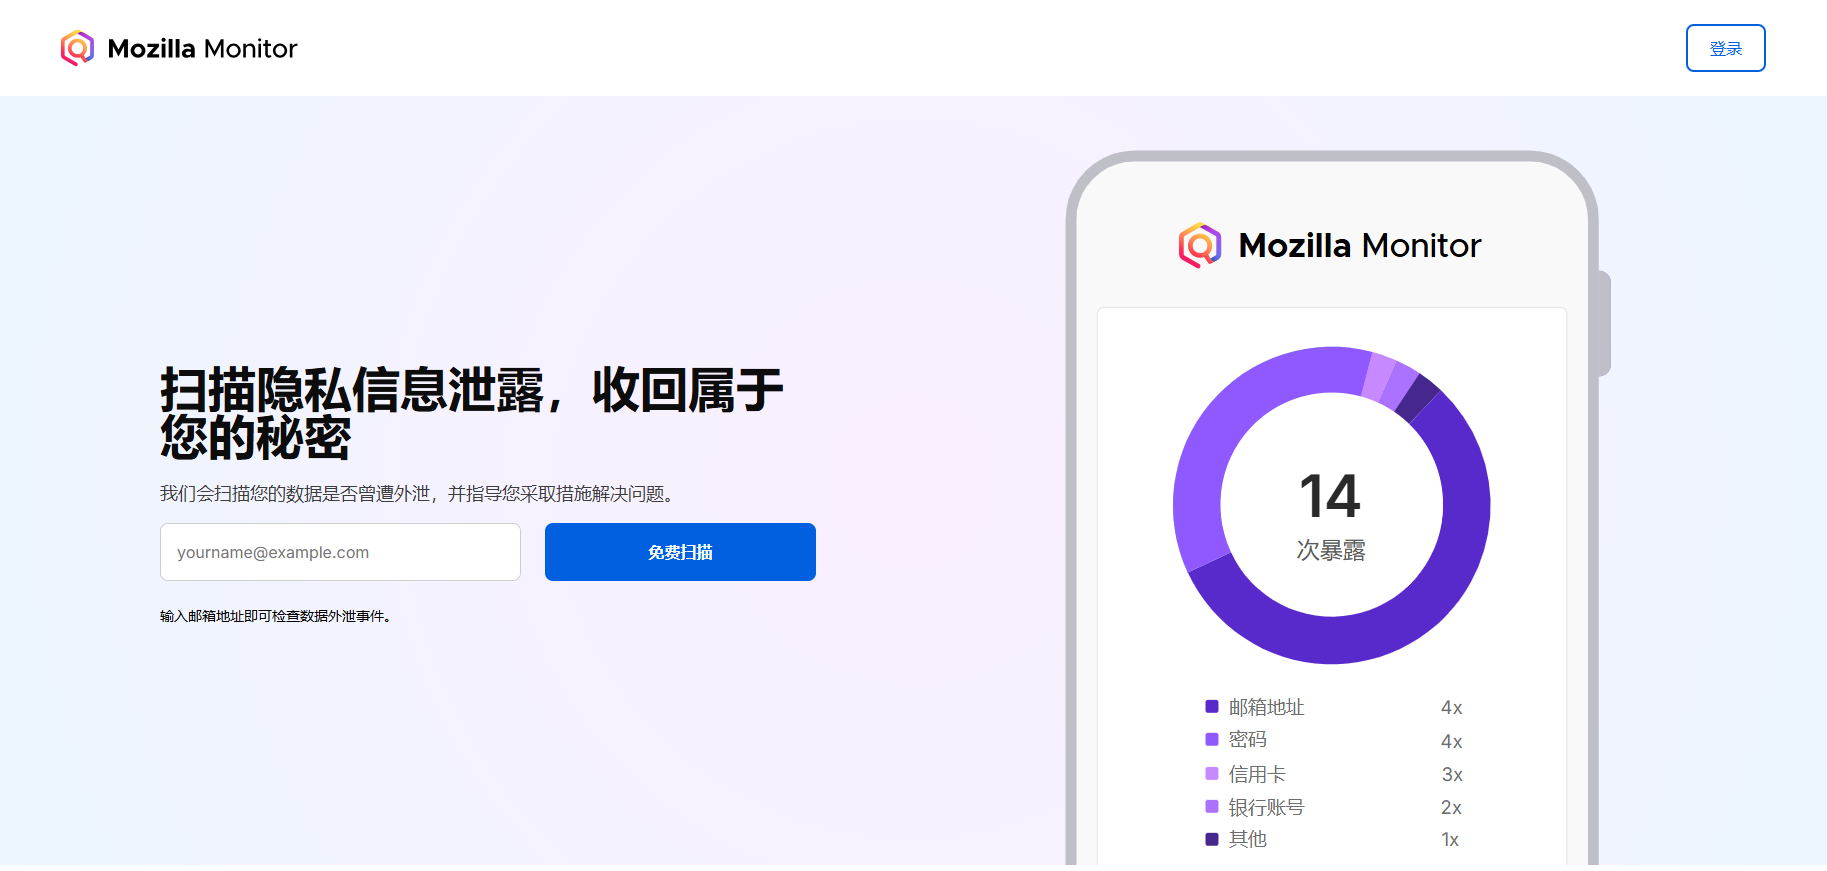 Mozilla Monitor
登录
扫描隐私信息泄露，收回属于
您的秘密
我们会扫描您的数据是否曾遭外泄，并指导您采取措施解决问题。
yourname@example.com
免费扫描
输入邮箱地址即可检查数据外泄事件。
Mozilla Monitor
14
次暴露
邮箱地址 4x
密码 4x
信用卡 3x
银行账号 2x
其他 1x